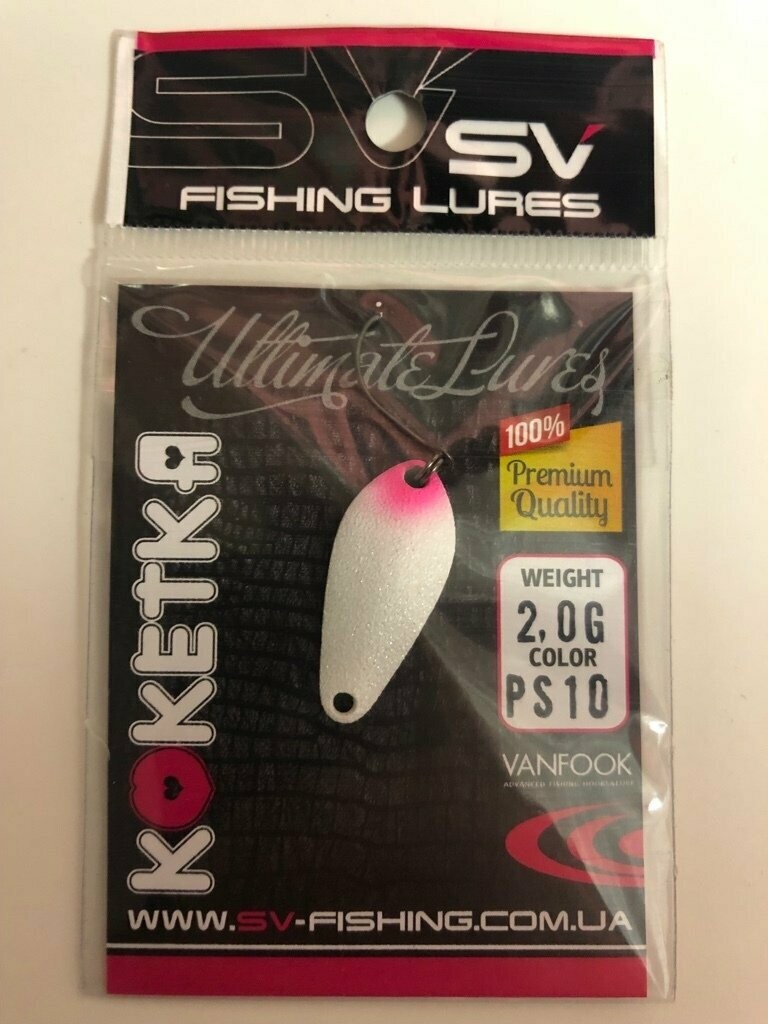 SV
SV
FISHING LURES
Ultimate Lures
100%
Premium
Quality
KOKETKA
WEIGHT
2,0G
COLOR
PS10
VANFOOK
WWW.SV-FISHING.COM.UA